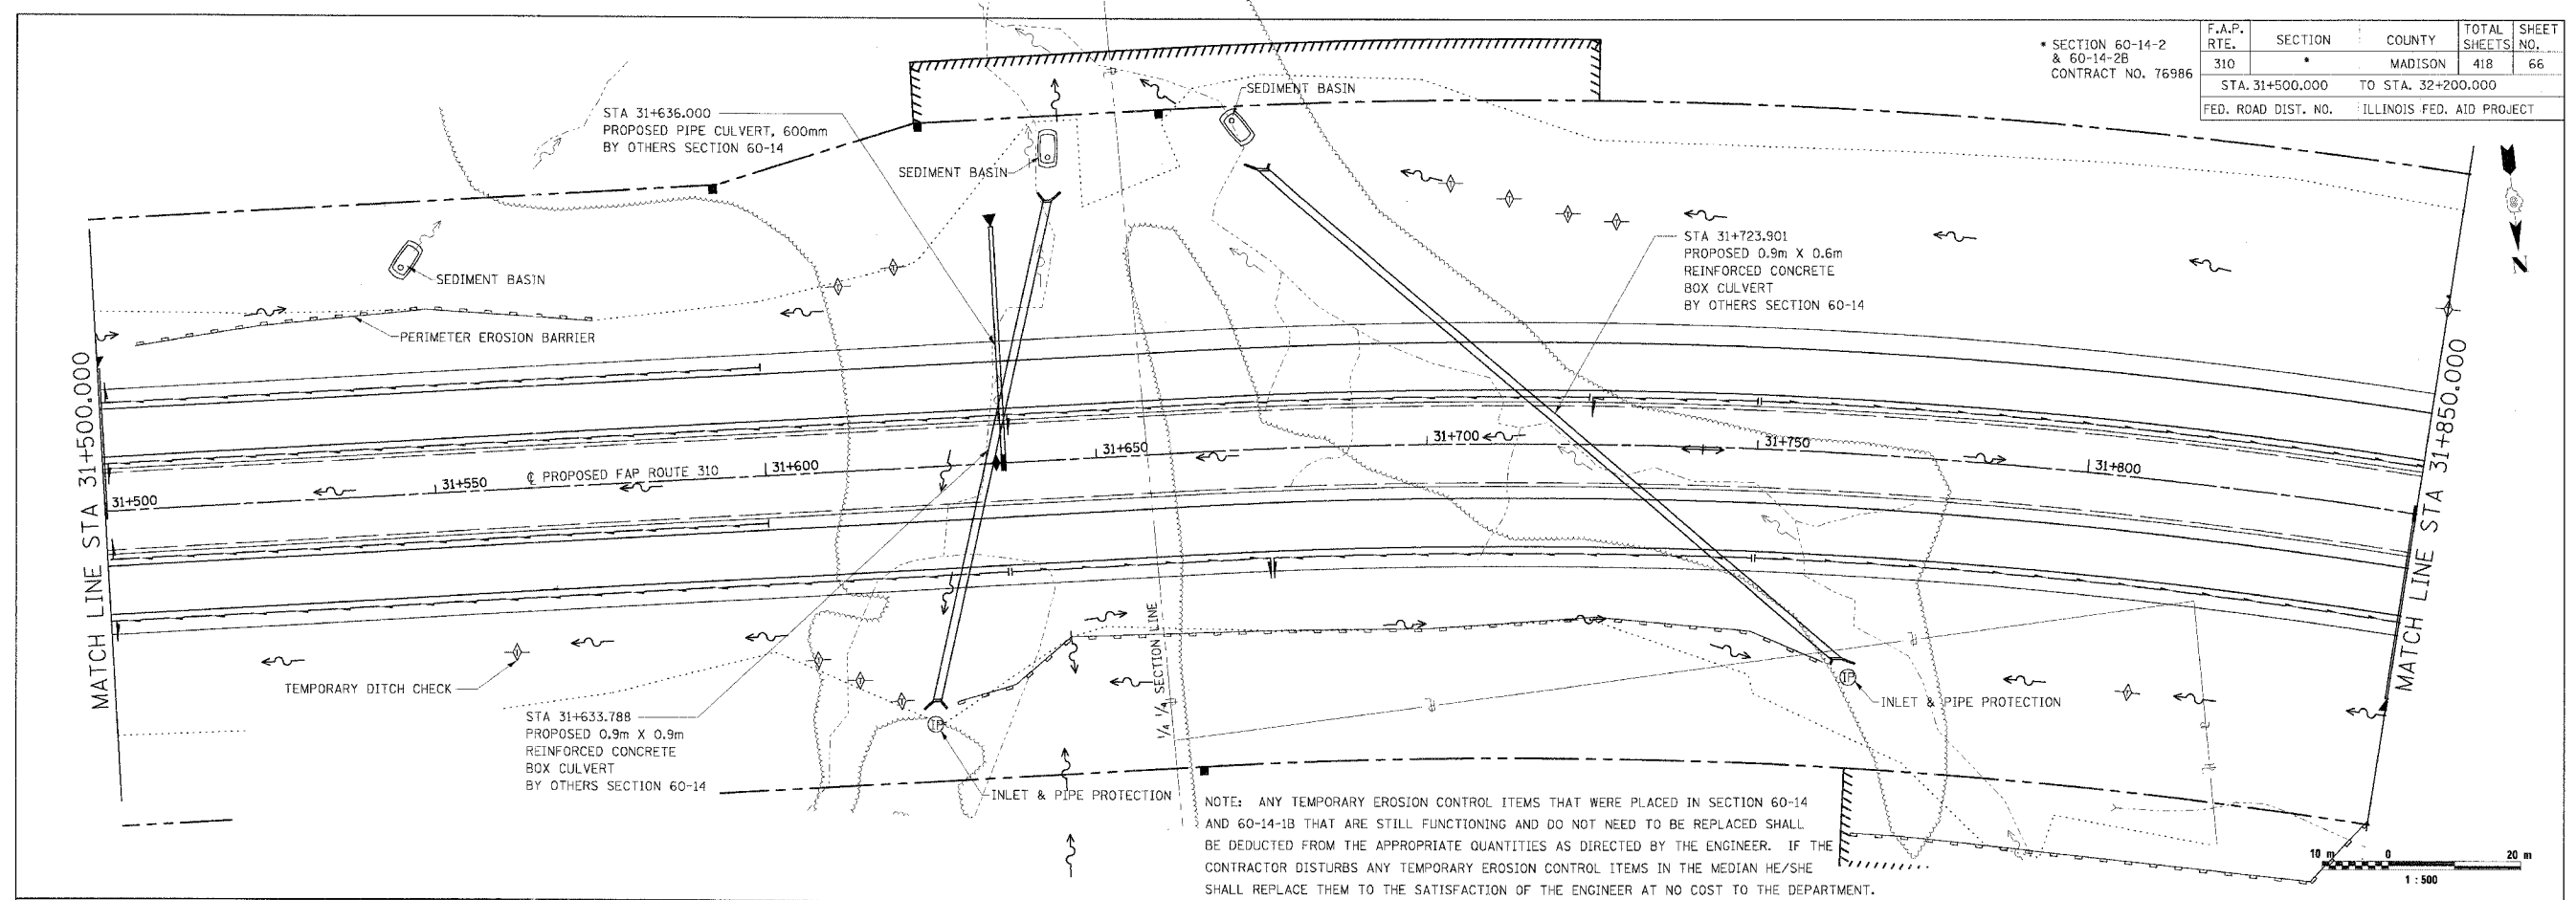 * SECTION 60-14-2
& 60-14-2B
CONTRACT NO. 76986
F.A.P. RTE. SECTION COUNTY TOTAL SHEETS SHEET NO.
310 * MADISON 418 66
STA. 31+500.000 TO STA. 32+200.000
FED. ROAD DIST. NO. ILLINOIS FED. AID PROJECT
STA 31+636.000
PROPOSED PIPE CULVERT, 600mm
BY OTHERS SECTION 60-14
SEDIMENT BASIN
SEDIMENT BASIN
SEDIMENT BASIN
PERIMETER EROSION BARRIER
STA 31+723.901
PROPOSED 0.9m X 0.6m
REINFORCED CONCRETE
BOX CULVERT
BY OTHERS SECTION 60-14
N
MATCH LINE STA 31+500.000
31+500
31+550
℄ PROPOSED FAP ROUTE 310
31+600
31+650
31+700
31+750
31+800
MATCH LINE STA 31+850.000
TEMPORARY DITCH CHECK
STA 31+633.788
PROPOSED 0.9m X 0.9m
REINFORCED CONCRETE
BOX CULVERT
BY OTHERS SECTION 60-14
IP
INLET & PIPE PROTECTION
1/4 1/4 SECTION LINE
IP
INLET & PIPE PROTECTION
NOTE: ANY TEMPORARY EROSION CONTROL ITEMS THAT WERE PLACED IN SECTION 60-14
AND 60-14-1B THAT ARE STILL FUNCTIONING AND DO NOT NEED TO BE REPLACED SHALL
BE DEDUCTED FROM THE APPROPRIATE QUANTITIES AS DIRECTED BY THE ENGINEER. IF THE
CONTRACTOR DISTURBS ANY TEMPORARY EROSION CONTROL ITEMS IN THE MEDIAN HE/SHE
SHALL REPLACE THEM TO THE SATISFACTION OF THE ENGINEER AT NO COST TO THE DEPARTMENT.
10 m 0 20 m
1 : 500